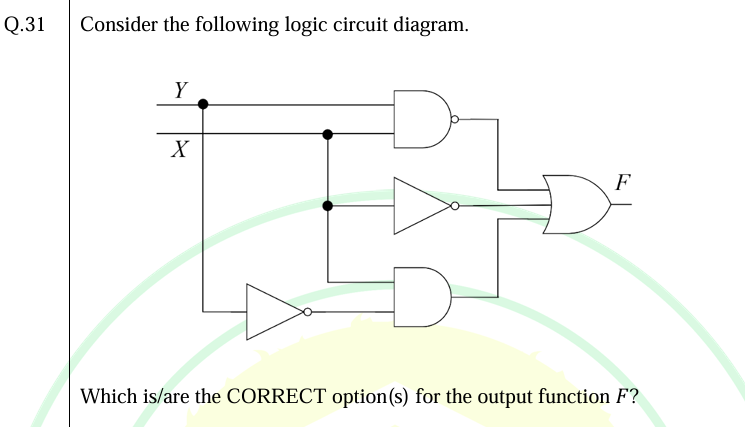 Q.31 Consider the following logic circuit diagram.
Y
X
F
Which is/are the CORRECT option(s) for the output function F?